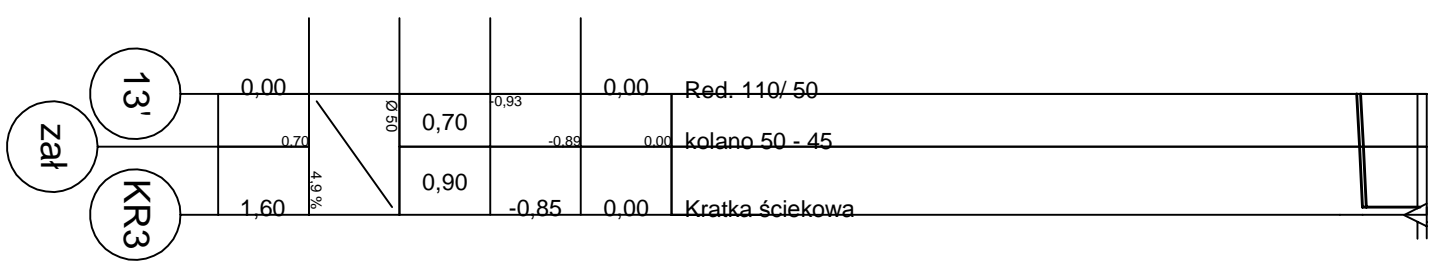 13' 0,00 0,00 Red. 110/ 50
Ø 50 0,70 -0,93
zał 0,70 -0,89 0,00 kolano 50 - 45
4,9 % 0,90
KR3 1,60 -0,85 0,00 Kratka ściekowa